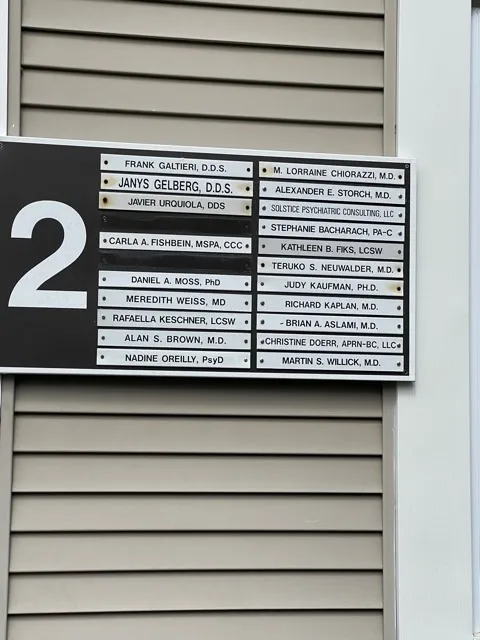 2
FRANK GALTIERI, D.D.S.
JANYS GELBERG, D.D.S.
JAVIER URQUIOLA, DDS
CARLA A. FISHBEIN, MSPA, CCC
DANIEL A. MOSS, PhD
MEREDITH WEISS, MD
RAFAELLA KESCHNER, LCSW
ALAN S. BROWN, M.D.
NADINE OREILLY, PsyD
M. LORRAINE CHIORAZZI, M.D.
ALEXANDER E. STORCH, M.D.
SOLSTICE PSYCHIATRIC CONSULTING, LLC
STEPHANIE BACHARACH, PA-C
KATHLEEN B. FIKS, LCSW
TERUKO S. NEUWALDER, M.D.
JUDY KAUFMAN, PH.D.
RICHARD KAPLAN, M.D.
BRIAN A. ASLAMI, M.D.
CHRISTINE DOERR, APRN-BC, LLC
MARTIN S. WILLICK, M.D.